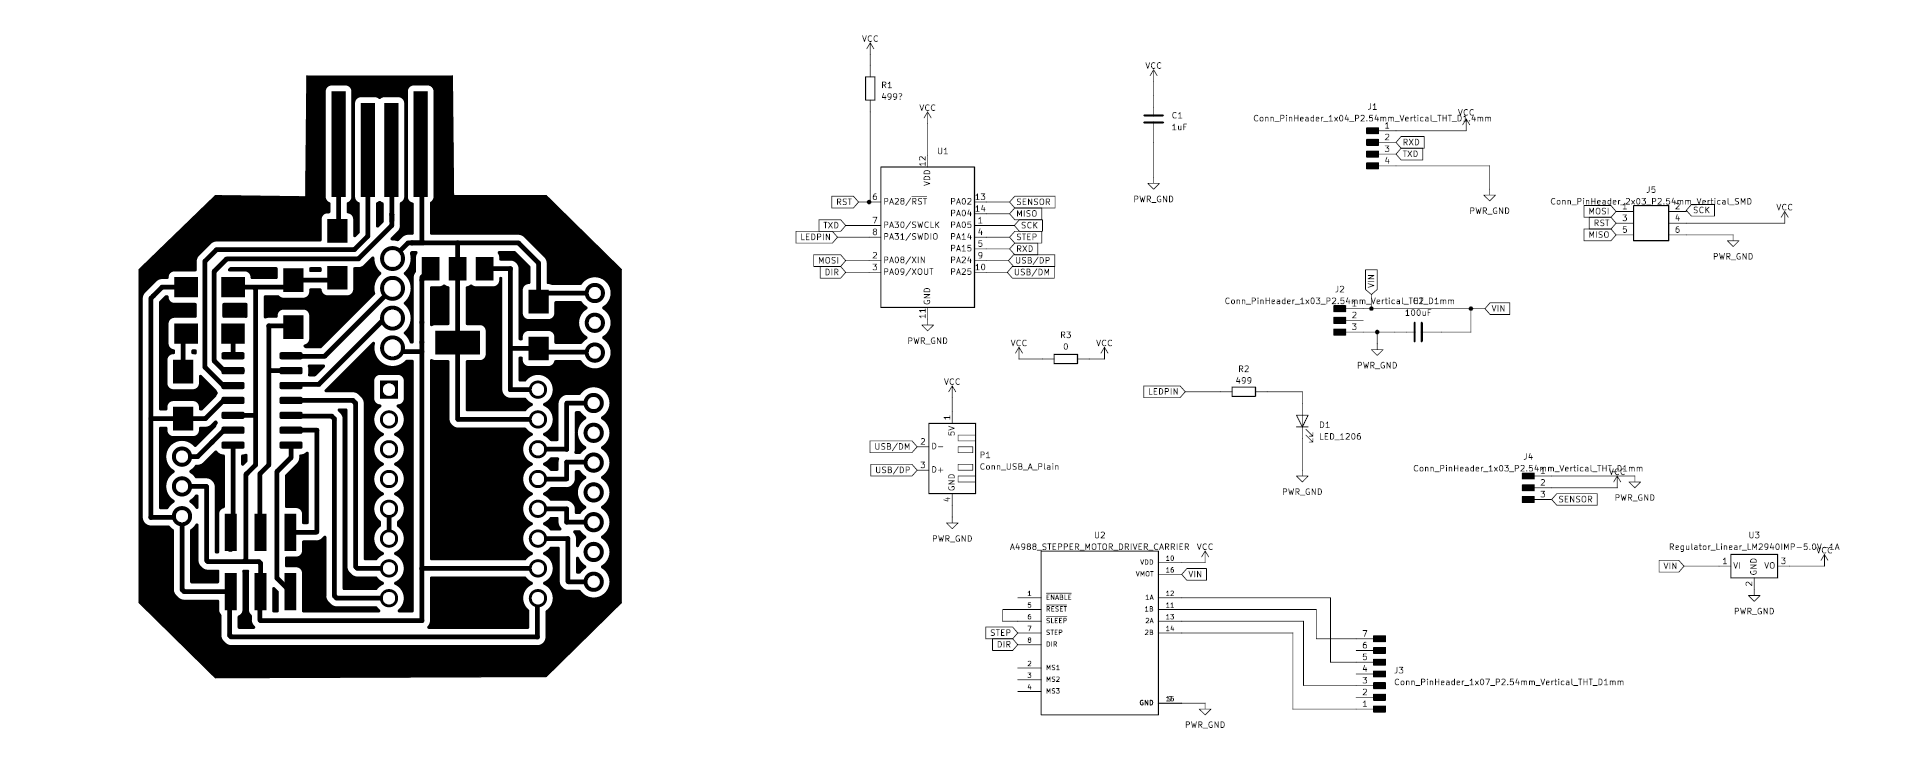 VCC
R1
499?
VCC
U1
12
VDD
RST
6
PA28/RST
PA02
13
SENSOR
PA04
14
MISO
TXD
7
PA30/SWCLK
PA05
1
SCK
LEDPIN
8
PA31/SWDIO
PA14
4
STEP
PA15
5
RXD
MOSI
2
PA08/XIN
PA24
9
USB/DP
DIR
3
PA09/XOUT
PA25
10
USB/DM
GND
11
PWR_GND
VCC
C1
1uF
PWR_GND
J1
Conn_PinHeader_1x04_P2.54mm_Vertical_THT_D1.4mm
VCC
1
2
RXD
3
TXD
4
PWR_GND
J5
Conn_PinHeader_2x03_P2.54mm_Vertical_SMD
MOSI
1
2
SCK
RST
3
4
VCC
MISO
5
6
PWR_GND
VIN
J2
Conn_PinHeader_1x03_P2.54mm_Vertical_THT_D1mm
C2
100uF
1
2
3
VIN
PWR_GND
R3
0
VCC
VCC
R2
499
LEDPIN
D1
LED_1206
PWR_GND
VCC
1
5V
USB/DM
2
D-
USB/DP
3
D+
GND
4
P1
Conn_USB_A_Plain
PWR_GND
J4
Conn_PinHeader_1x03_P2.54mm_Vertical_THT_D1mm
1
2
3
VCC
PWR_GND
SENSOR
U2
A4988_STEPPER_MOTOR_DRIVER_CARRIER
VDD
10
VCC
VMOT
16
VIN
1
ENABLE
1A
12
5
RESET
1B
11
6
SLEEP
2A
13
STEP
7
STEP
2B
14
DIR
8
DIR
2
MS1
3
MS2
4
MS3
GND
PWR_GND
7
6
5
4
3
2
1
J3
Conn_PinHeader_1x07_P2.54mm_Vertical_THT_D1mm
U3
Regulator_Linear_LM2940IMP-5.0V-1A
VCC
VIN
1
VI
GND
VO
3
2
PWR_GND